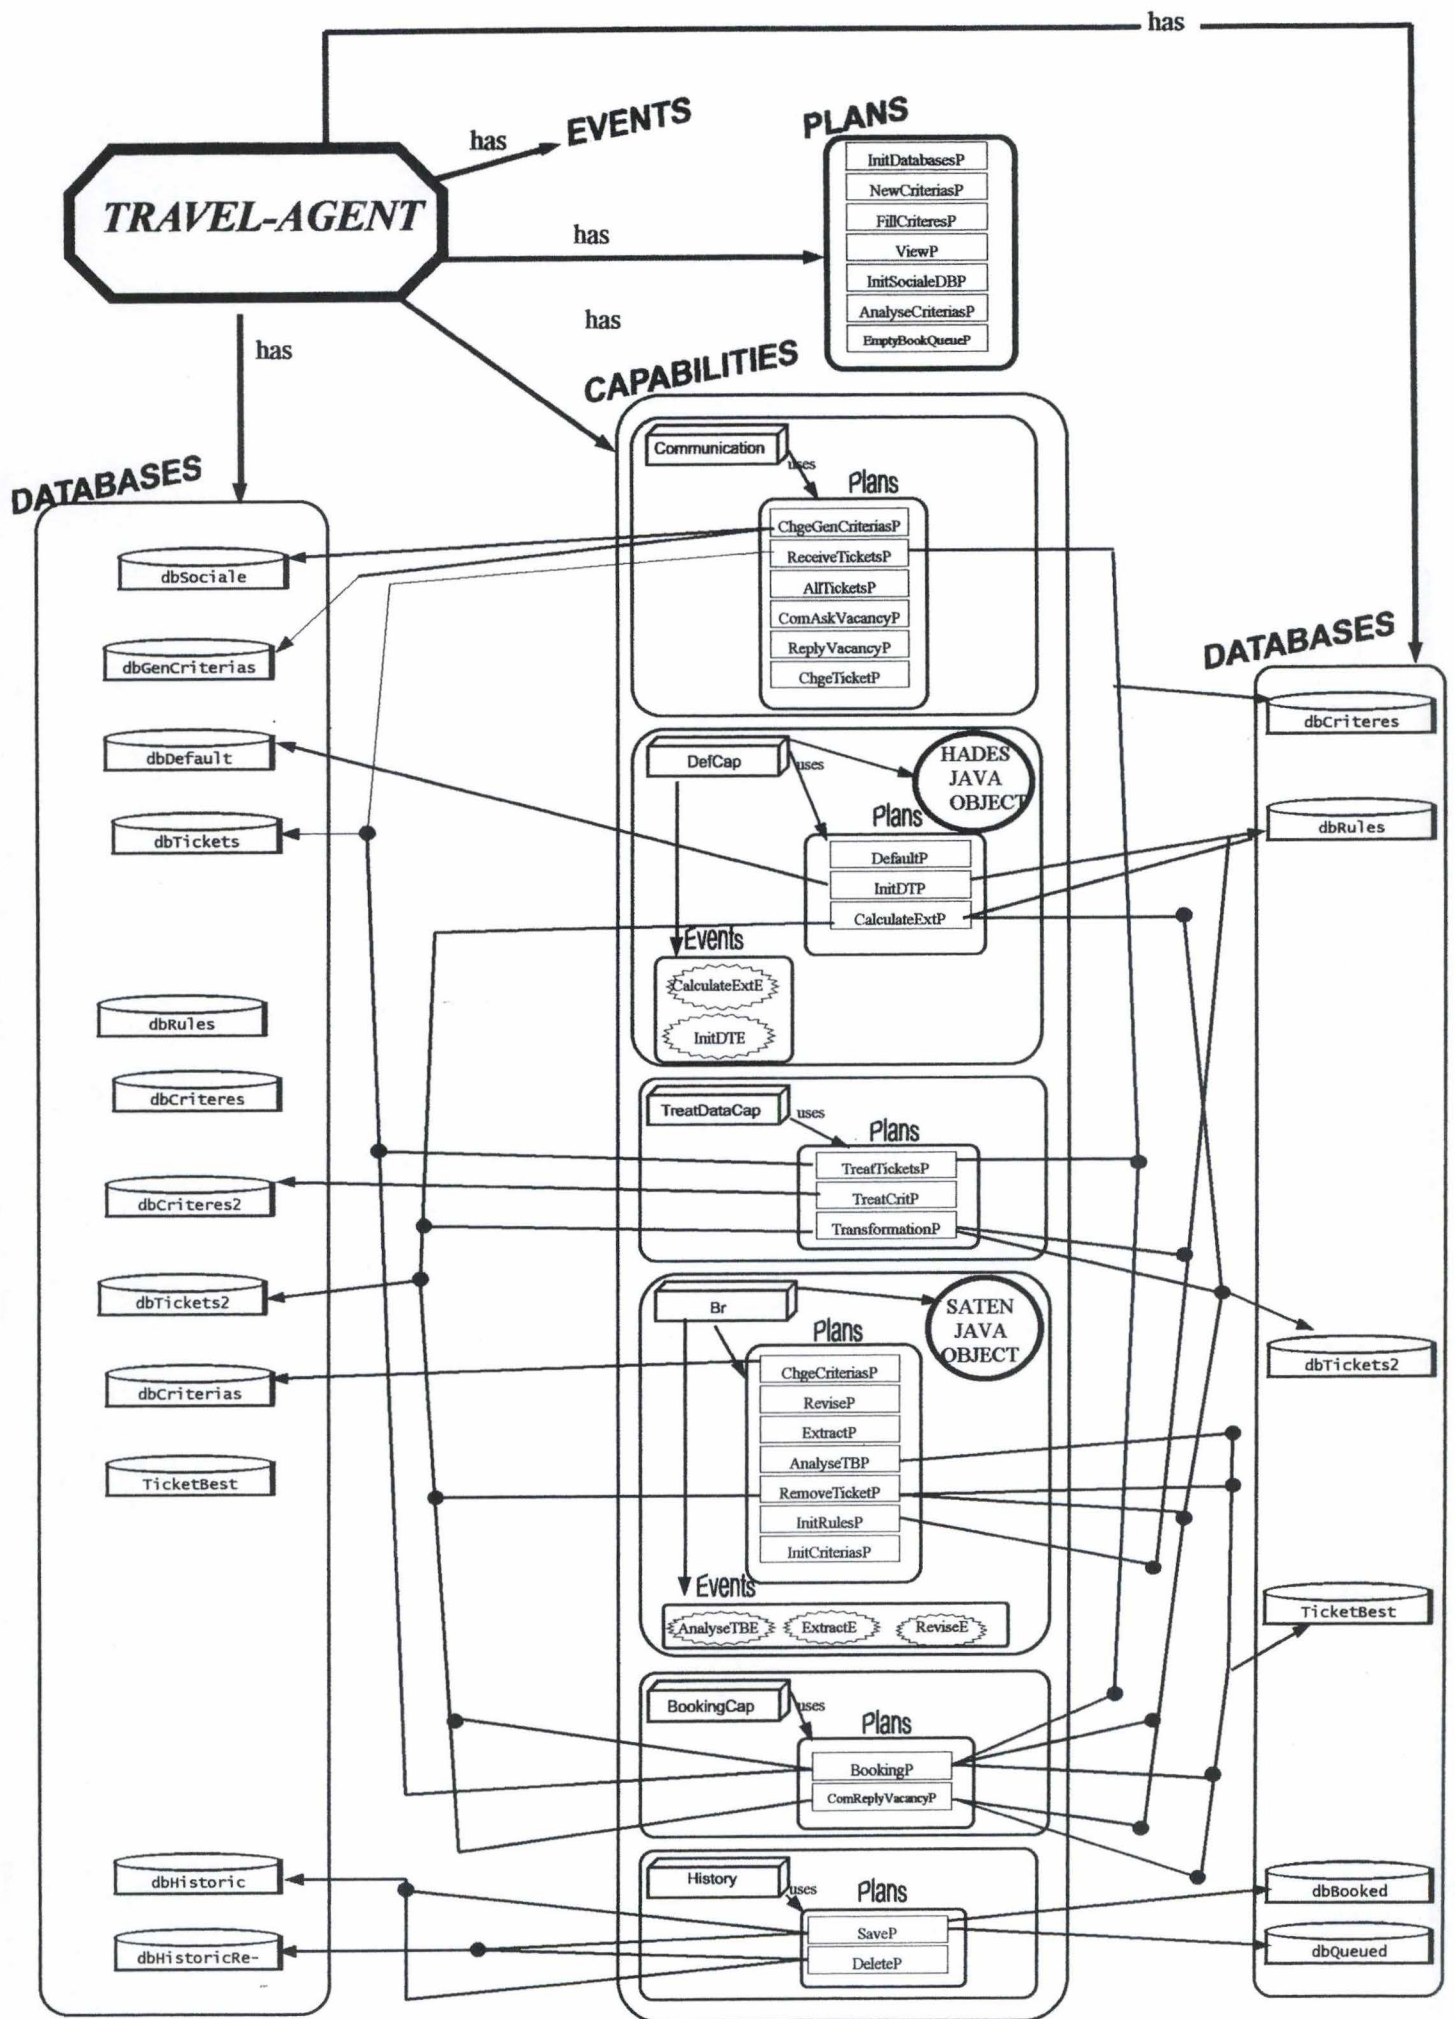 has
has
EVENTS
PLANS
TRAVEL-AGENT
InitDatabasesP
NewCriteriasP
FillCriteresP
ViewP
InitSocialeDBP
AnalyseCriteriasP
EmptyBookQueueP
has
has
has
CAPABILITIES
DATABASES
Communication
uses
Plans
ChgeGenCriteriasP
ReceiveTicketsP
AllTicketsP
ComAskVacancyP
ReplyVacancyP
ChgeTicketP
dbSociale
dbGenCriterias
dbDefault
dbTickets
dbRules
dbCriteres
dbCriteres2
dbTickets2
dbCriterias
TicketBest
dbHistoric
dbHistoricRe-
DefCap
uses
HADES
JAVA
OBJECT
Plans
DefaultP
InitDTP
CalculateExtP
Events
CalculateExtE
InitDTE
TreatDataCap
uses
Plans
TreatTicketsP
TreatCritP
TransformationP
Br
SATEN
JAVA
OBJECT
Plans
ChgeCriteriasP
ReviseP
ExtractP
AnalyseTBP
RemoveTicketP
InitRulesP
InitCriteriasP
Events
AnalyseTBE
ExtractE
ReviseE
BookingCap
uses
Plans
BookingP
ComReplyVacancyP
History
uses
Plans
SaveP
DeleteP
DATABASES
dbCriteres
dbRules
dbTickets2
TicketBest
dbBooked
dbQueued